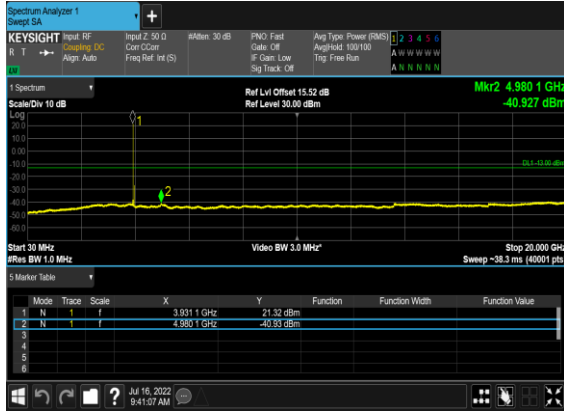 Spectrum Analyzer 1
Swept SA
+
KEYSIGHT Input: RF Input Z: 50 Ω #Atten: 30 dB PNO: Fast Avg Type: Power (RMS) 1 2 3 4 5 6
R T Coupling: DC Corr CCorr Gate: Off Avg|Hold: 100/100 A W W W W W
Align: Auto Freq Ref: Int (S) IF Gain: Low Trig: Free Run
LXI Sig Track: Off A N N N N N
1 Spectrum Ref Lvl Offset 15.52 dB Mkr2 4.980 1 GHz
Scale/Div 10 dB Ref Level 30.00 dBm -40.927 dBm
Log
20.0
10.0
0.00
-10.0
-20.0
-30.0
-40.0
-50.0
-60.0
1
2
DL1 -13.00 dBm
Start 30 MHz Video BW 3.0 MHz* Stop 20.000 GHz
#Res BW 1.0 MHz Sweep ~38.3 ms (40001 pts)
5 Marker Table
Mode Trace Scale X Y Function Function Width Function Value
1 N 1 f 3.931 1 GHz 21.32 dBm
2 N 1 f 4.980 1 GHz -40.93 dBm
3
4
5
6
? Jul 16, 2022
9:41:07 AM